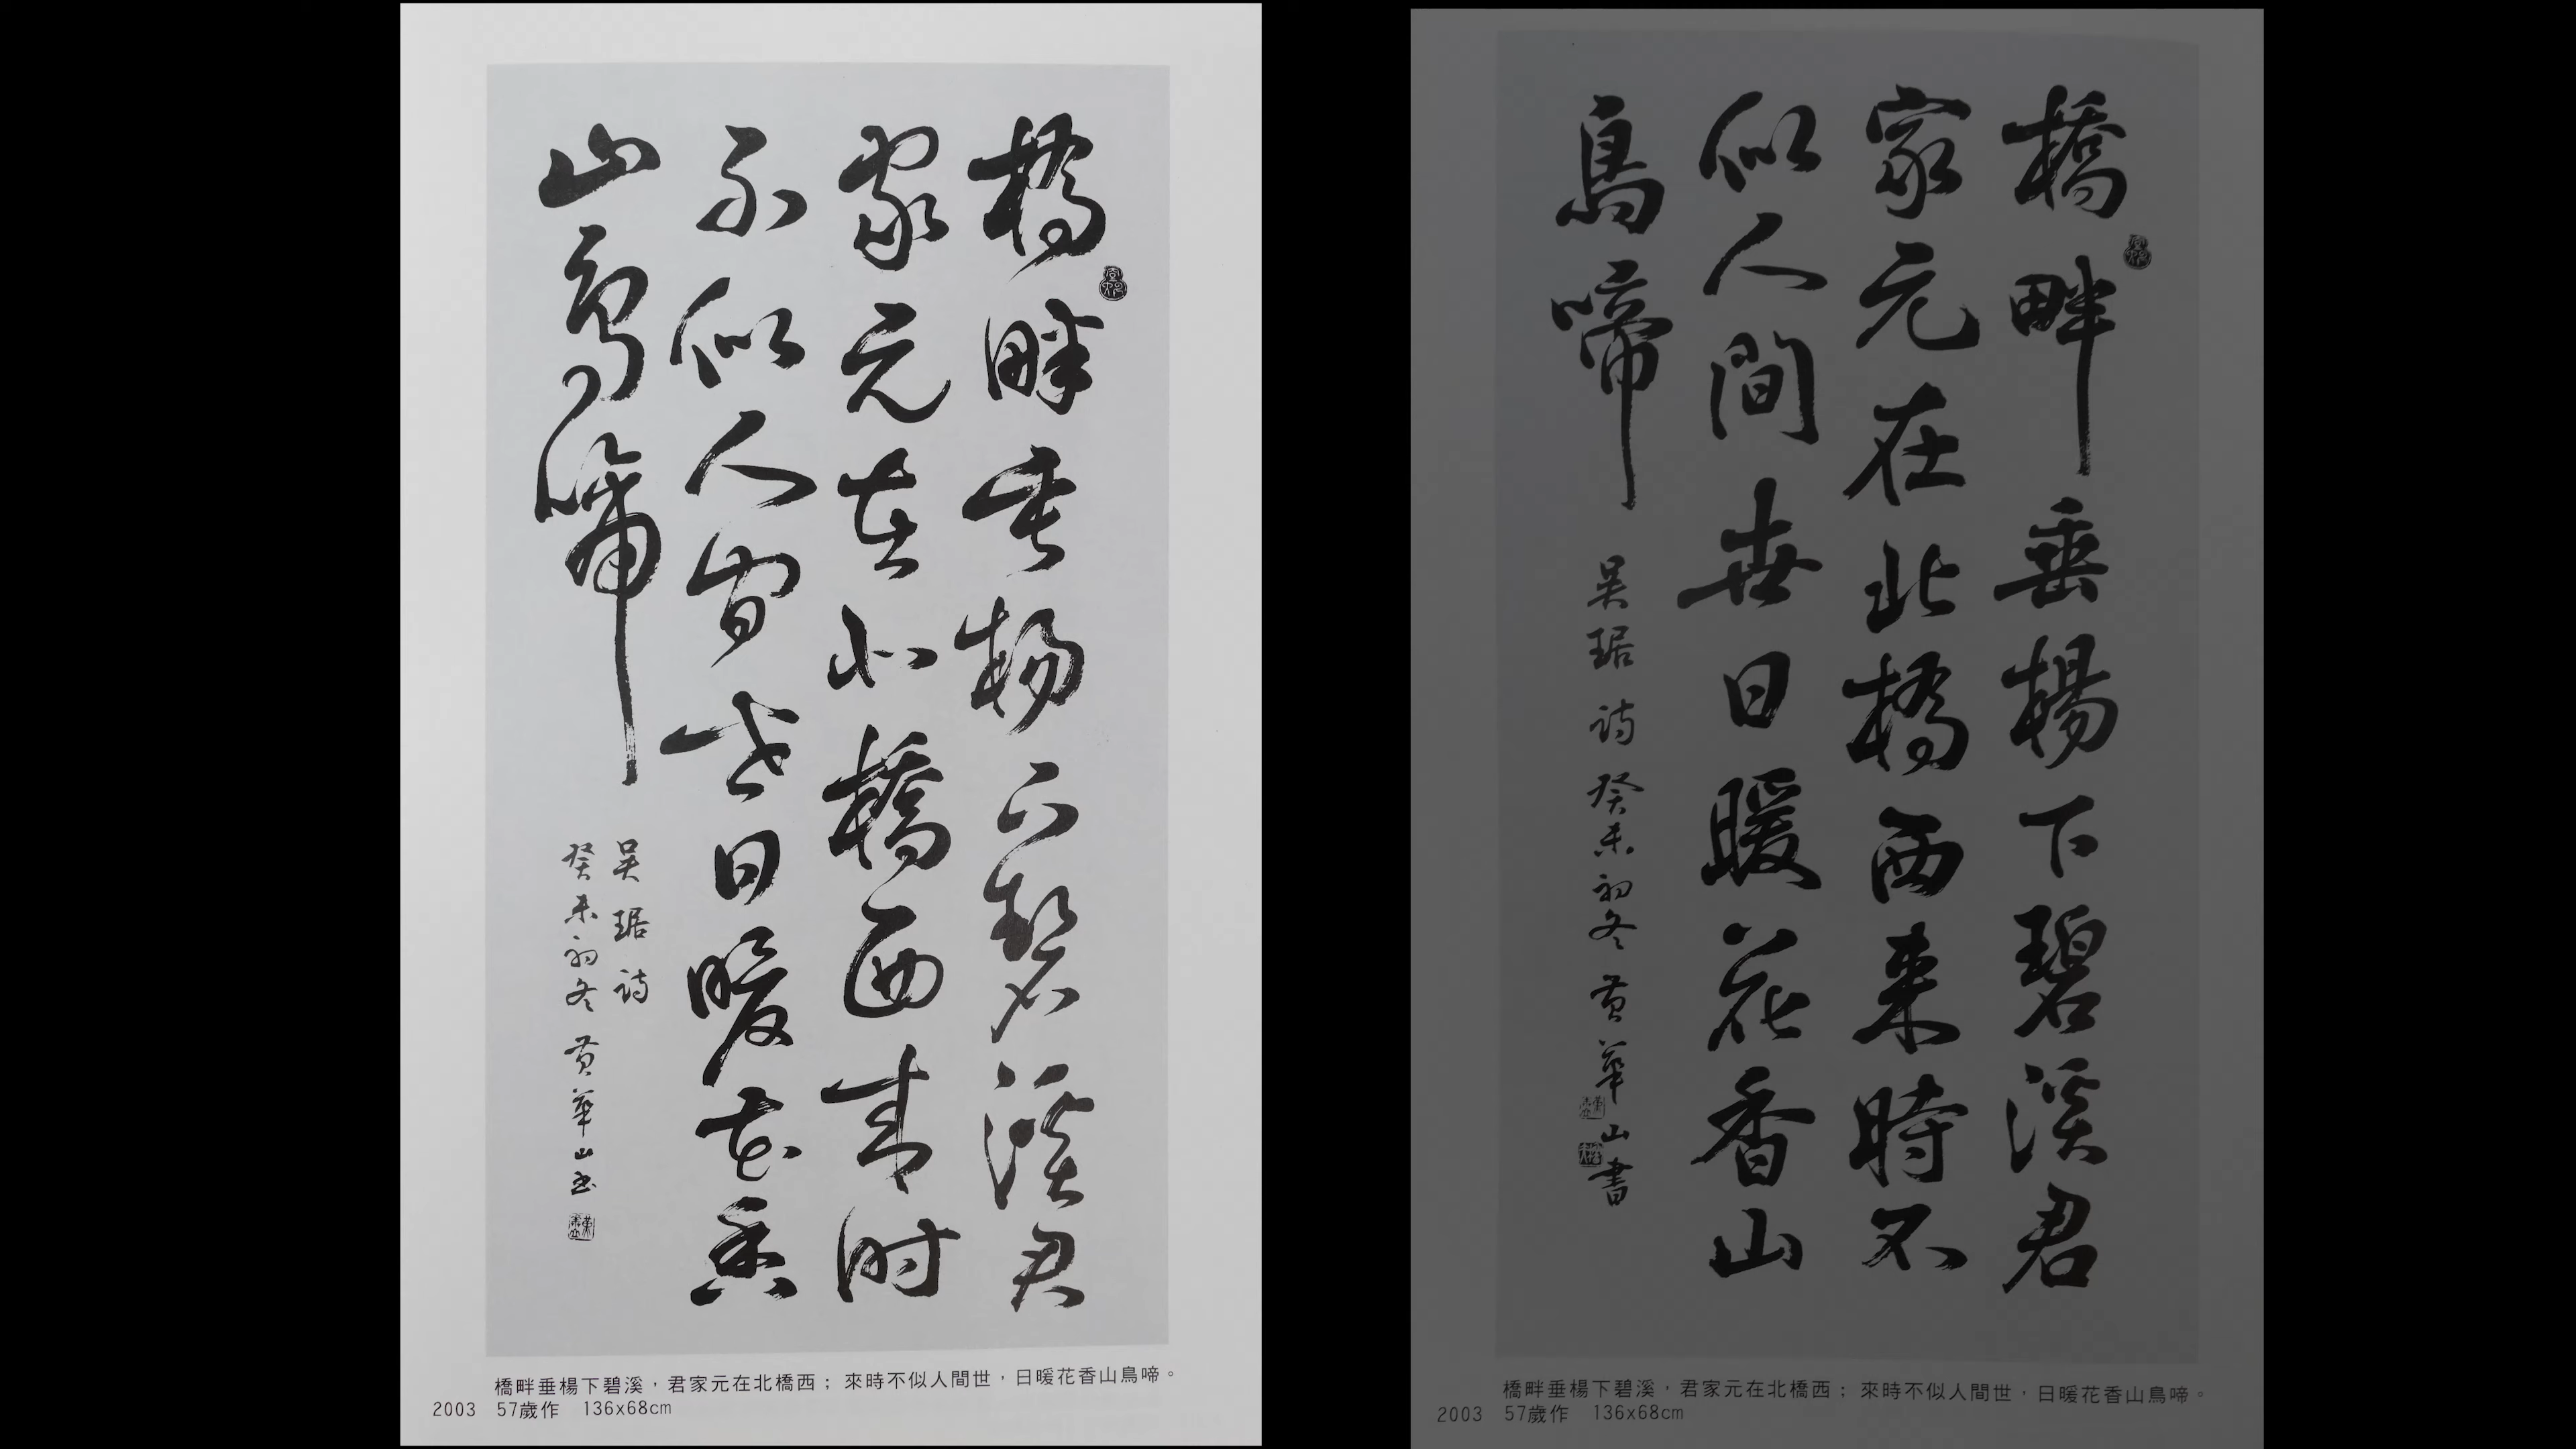 橋畔垂楊下碧溪君
家元在北橋西來時
不似人間世日暖花香
山鳥啼
吳琚詩
癸未初冬 黃華山書
橋畔垂楊下碧溪，君家元在北橋西；來時不似人間世，日暖花香山鳥啼。
2003 57歲作 136x68cm
橋畔垂楊下碧溪君
家元在北橋西來時不
似人間世日暖花香山
鳥啼
吳琚詩 癸未初冬 黃華山書
橋畔垂楊下碧溪，君家元在北橋西；來時不似人間世，日暖花香山鳥啼。
2003 57歲作 136x68cm